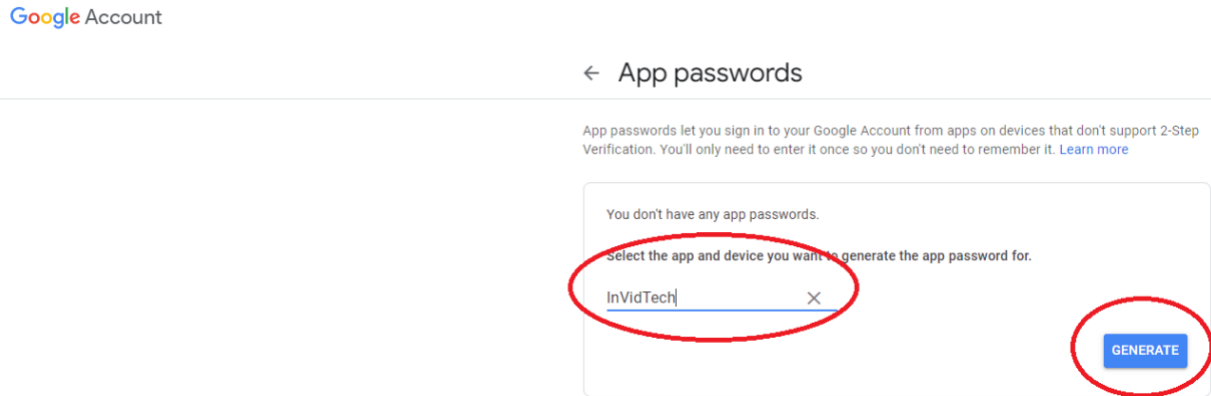 Google Account
← App passwords
App passwords let you sign in to your Google Account from apps on devices that don't support 2-Step
Verification. You'll only need to enter it once so you don't need to remember it. Learn more
You don't have any app passwords.
Select the app and device you want to generate the app password for.
InVidTech
GENERATE